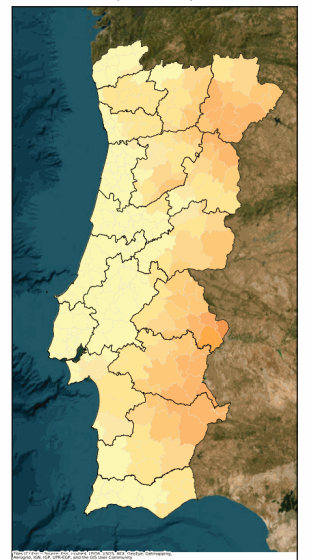 Tiles (C) Esri -- Source: Esri, i-cubed, USDA, USGS, AEX, GeoEye, Getmapping,
Aerogrid, IGN, IGP, UPR-EGP, and the GIS User Community